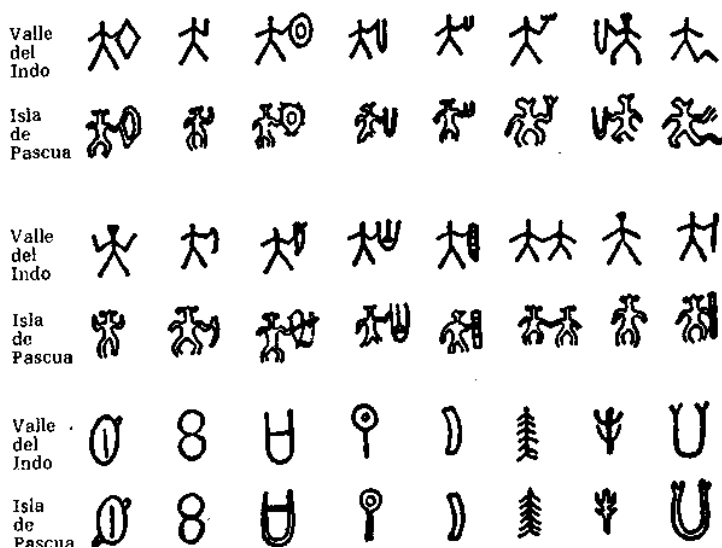 Valle
del
Indo
Isla
de
Pascua
Valle
del
Indo
Isla
de
Pascua
Valle
del
Indo
Isla
de
Pascua